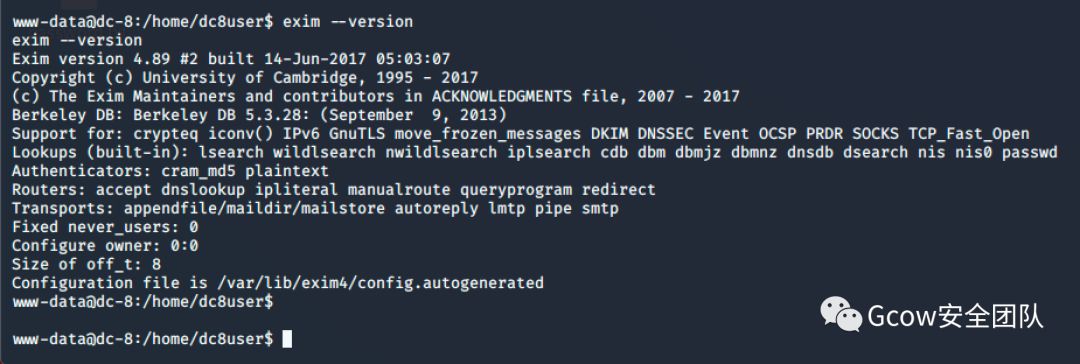 www-data@dc-8:/home/dc8user$ exim --version
exim --version
Exim version 4.89 #2 built 14-Jun-2017 05:03:07
Copyright (c) University of Cambridge, 1995 - 2017
(c) The Exim Maintainers and contributors in ACKNOWLEDGMENTS file, 2007 - 2017
Berkeley DB: Berkeley DB 5.3.28: (September  9, 2013)
Support for: crypteq iconv() IPv6 GnuTLS move_frozen_messages DKIM DNSSEC Event OCSP PRDR SOCKS TCP_Fast_Open
Lookups (built-in): lsearch wildlsearch nwildlsearch iplsearch cdb dbm dbmjz dbmnz dnsdb dsearch nis nis0 passwd
Authenticators: cram_md5 plaintext
Routers: accept dnslookup ipliteral manualroute queryprogram redirect
Transports: appendfile/maildir/mailstore autoreply lmtp pipe smtp
Fixed never_users: 0
Configure owner: 0:0
Size of off_t: 8
Configuration file is /var/lib/exim4/config.autogenerated
www-data@dc-8:/home/dc8user$
www-data@dc-8:/home/dc8user$
Gcow安全团队